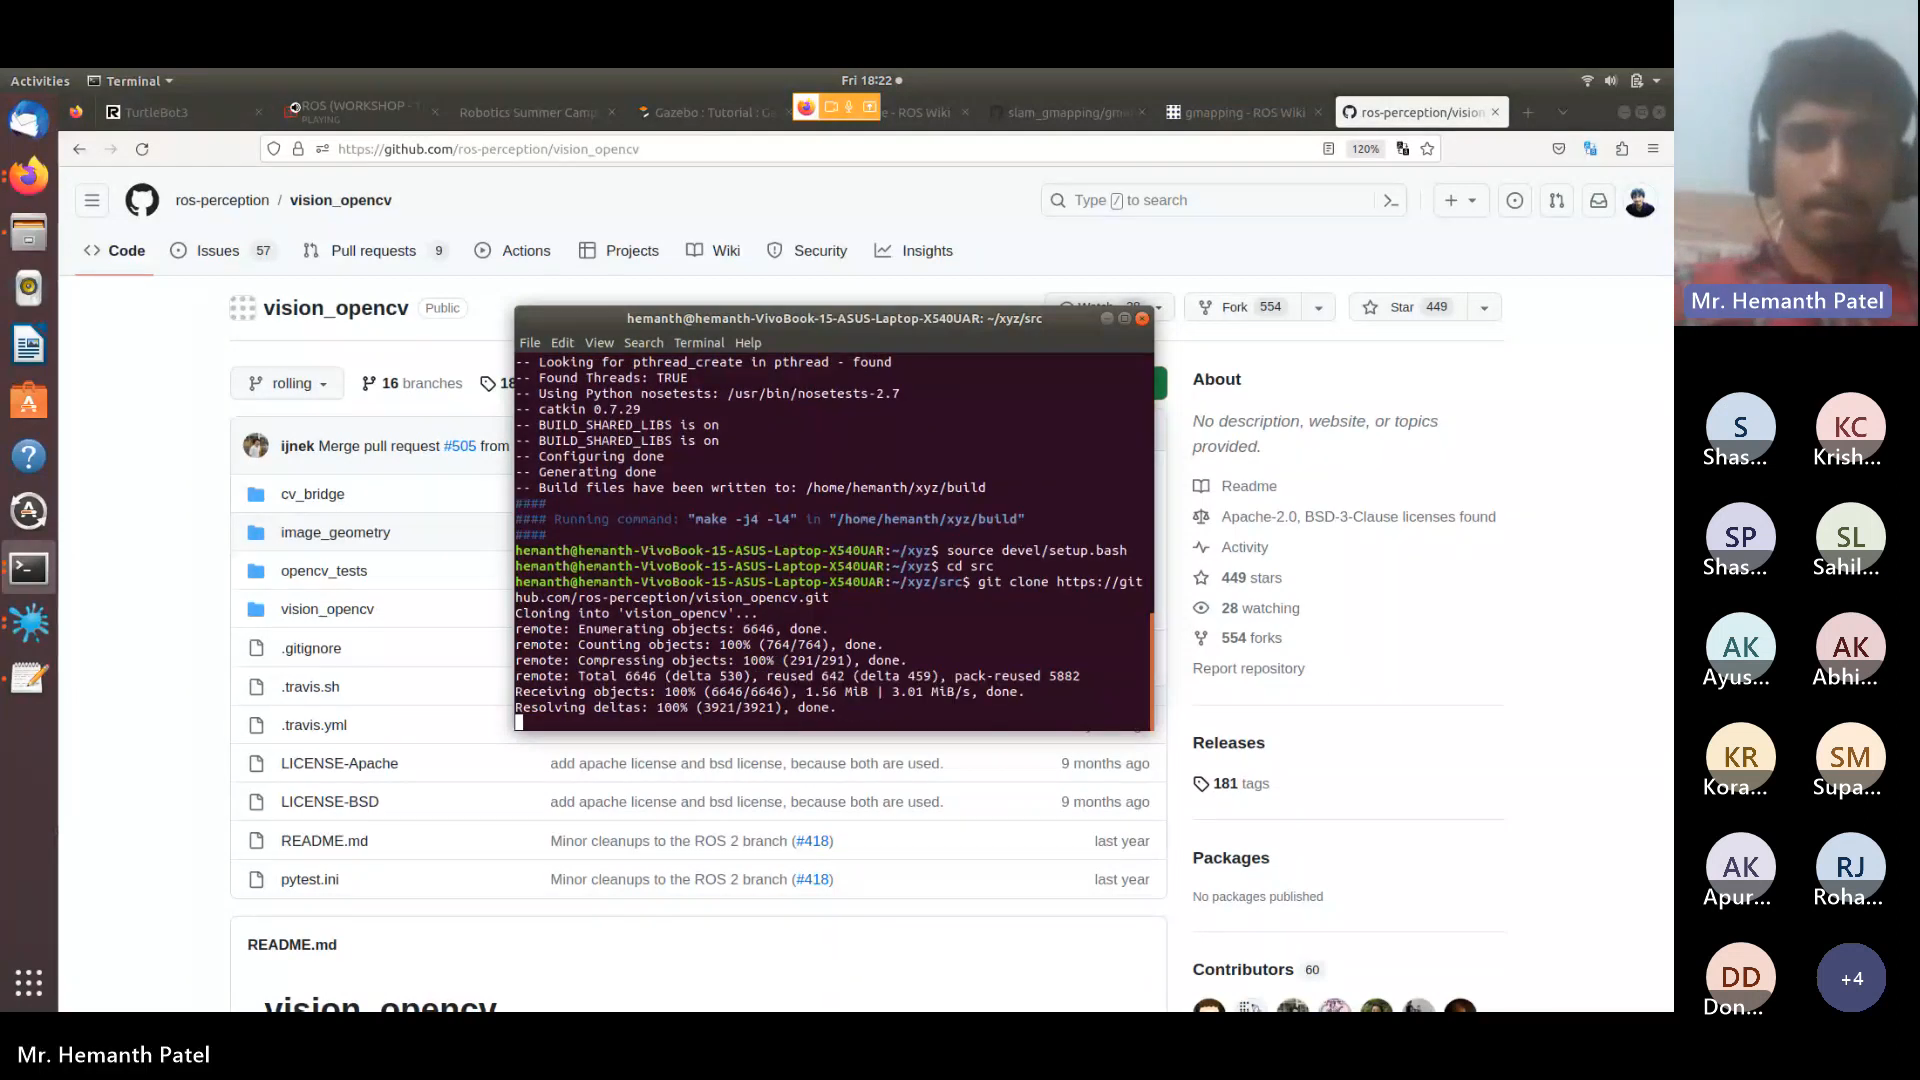 Activities
Terminal
Fri 18:22
TurtleBot3
ROS (WORKSHOP -
PLAYING
Robotics Summer Camp
Gazebo : Tutorial : G
e - ROS Wiki
slam_gmapping/gm
gmapping - ROS Wiki
ros-perception/vision
https://github.com/ros-perception/vision_opencv
120%
ros-perception / vision_opencv
Type / to search
Code
Issues 57
Pull requests 9
Actions
Projects
Wiki
Security
Insights
vision_opencv Public
Fork 554
Star 449
rolling
16 branches
18
ijnek Merge pull request #505 from
cv_bridge
image_geometry
opencv_tests
vision_opencv
.gitignore
.travis.sh
.travis.yml
LICENSE-Apache add apache license and bsd license, because both are used. 9 months ago
LICENSE-BSD add apache license and bsd license, because both are used. 9 months ago
README.md Minor cleanups to the ROS 2 branch (#418) last year
pytest.ini Minor cleanups to the ROS 2 branch (#418) last year
README.md
vision_opencv
hemanth@hemanth-VivoBook-15-ASUS-Laptop-X540UAR: ~/xyz/src
File Edit View Search Terminal Help
-- Looking for pthread_create in pthread - found
-- Found Threads: TRUE
-- Using Python nosetests: /usr/bin/nosetests-2.7
-- catkin 0.7.29
-- BUILD_SHARED_LIBS is on
-- BUILD_SHARED_LIBS is on
-- Configuring done
-- Generating done
-- Build files have been written to: /home/hemanth/xyz/build
####
#### Running command: "make -j4 -l4" in "/home/hemanth/xyz/build"
####
hemanth@hemanth-VivoBook-15-ASUS-Laptop-X540UAR:~/xyz$ source devel/setup.bash
hemanth@hemanth-VivoBook-15-ASUS-Laptop-X540UAR:~/xyz$ cd src
hemanth@hemanth-VivoBook-15-ASUS-Laptop-X540UAR:~/xyz/src$ git clone https://git
hub.com/ros-perception/vision_opencv.git
Cloning into 'vision_opencv'...
remote: Enumerating objects: 6646, done.
remote: Counting objects: 100% (764/764), done.
remote: Compressing objects: 100% (291/291), done.
remote: Total 6646 (delta 530), reused 642 (delta 459), pack-reused 5882
Receiving objects: 100% (6646/6646), 1.56 MiB | 3.01 MiB/s, done.
Resolving deltas: 100% (3921/3921), done.
About
No description, website, or topics
provided.
Readme
Apache-2.0, BSD-3-Clause licenses found
Activity
449 stars
28 watching
554 forks
Report repository
Releases
181 tags
Packages
No packages published
Contributors 60
Mr. Hemanth Patel
S
Shas...
KC
Krish...
SP
Shas...
SL
Sahil...
AK
Ayus...
AK
Abhi...
KR
Kora...
SM
Supa...
AK
Apur...
RJ
Roha...
DD
Don...
+4
Mr. Hemanth Patel